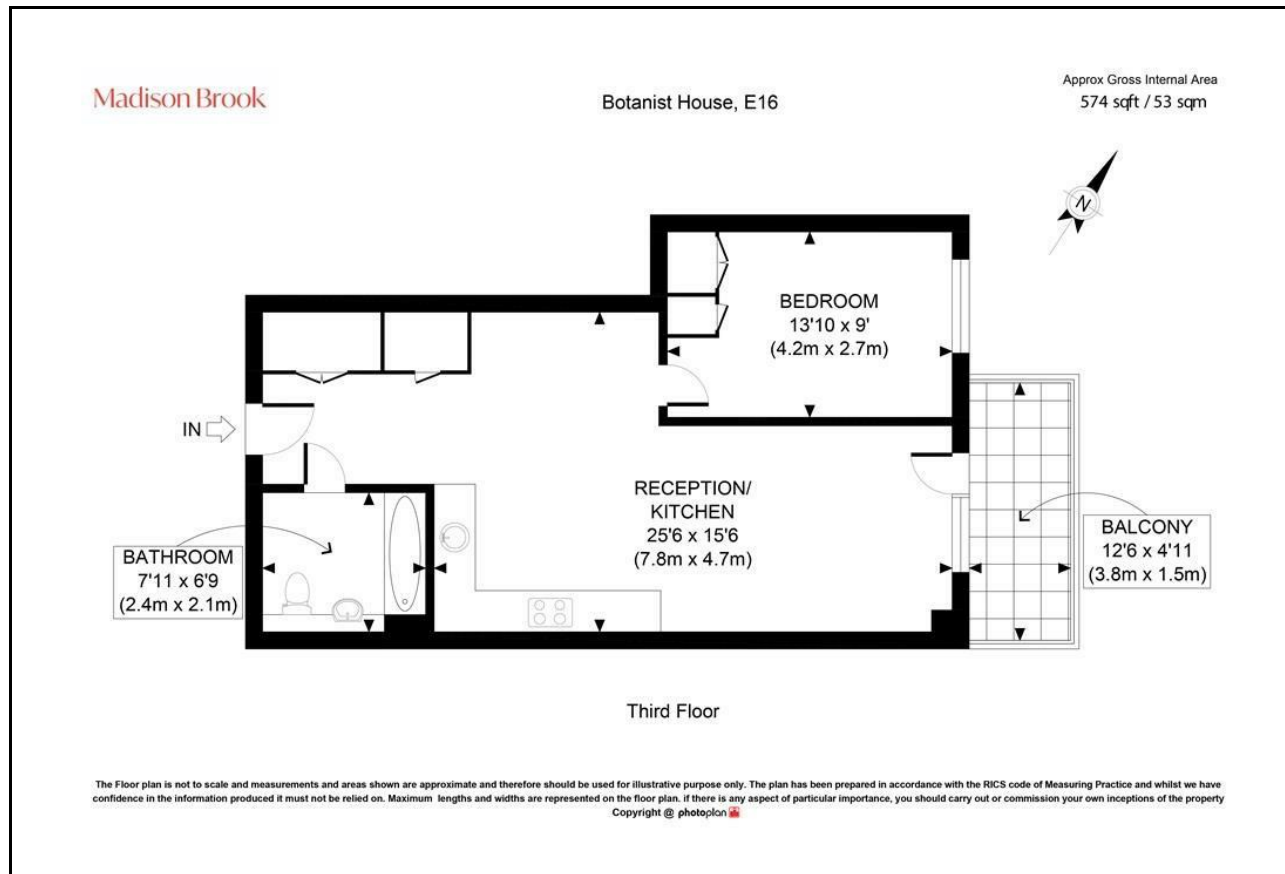 Madison Brook
Botanist House, E16
Approx Gross Internal Area
574 sqft / 53 sqm
N
BEDROOM
13'10 x 9'
(4.2m x 2.7m)
IN
RECEPTION/
KITCHEN
25'6 x 15'6
(7.8m x 4.7m)
BATHROOM
7'11 x 6'9
(2.4m x 2.1m)
BALCONY
12'6 x 4'11
(3.8m x 1.5m)
Third Floor
The Floor plan is not to scale and measurements and areas shown are approximate and therefore should be used for illustrative purpose only. The plan has been prepared in accordance with the RICS code of Measuring Practice and whilst we have
confidence in the information produced it must not be relied on. Maximum lengths and widths are represented on the floor plan. if there is any aspect of particular importance, you should carry out or commission your own inceptions of the property
Copyright @ photoplan